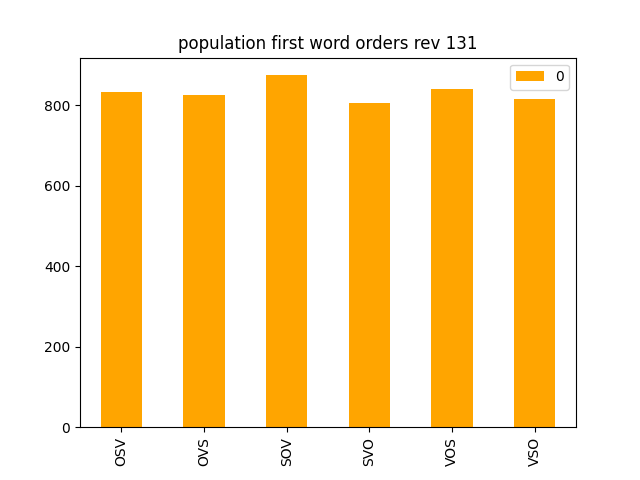 population first word orders rev 131
0
800
600
400
200
0
OSV
OVS
SOV
SVO
VOS
VSO